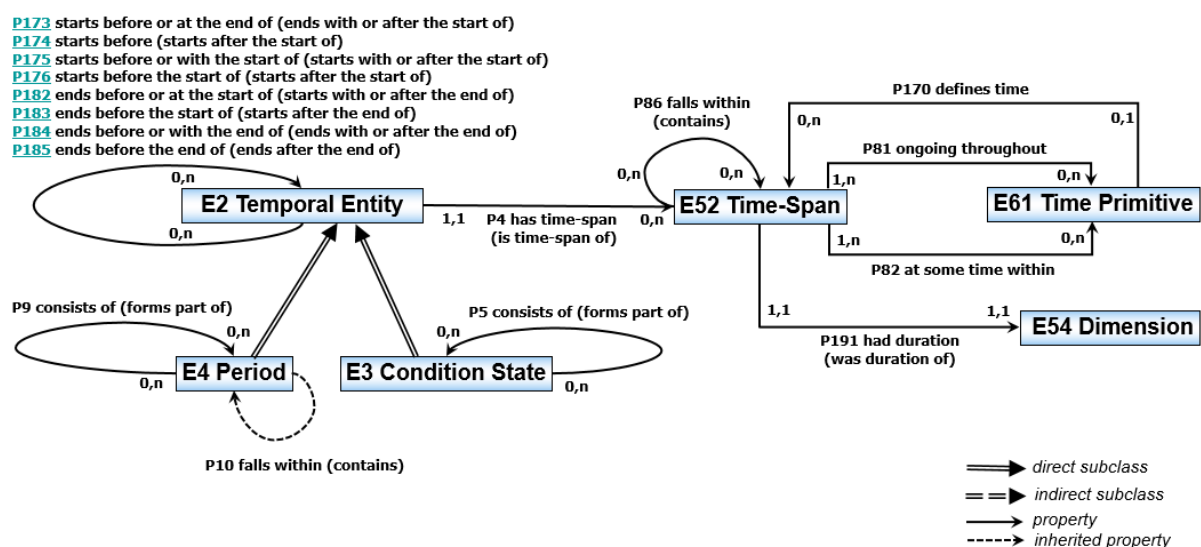 P173 starts before or at the end of (ends with or after the start of)
P174 starts before (starts after the start of)
P175 starts before or with the start of (starts with or after the start of)
P176 starts before the start of (starts after the start of)
P182 ends before or at the start of (starts with or after the end of)
P183 ends before the start of (starts after the end of)
P184 ends before or with the end of (ends with or after the end of)
P185 ends before the end of (ends after the end of)
0,n
E2 Temporal Entity
0,n
1,1
P4 has time-span
(is time-span of)
0,n
P86 falls within
(contains)
0,n
0,n
E52 Time-Span
P170 defines time
0,n
0,1
P81 ongoing throughout
1,n
0,n
E61 Time Primitive
1,n
0,n
P82 at some time within
1,1
1,1
P191 had duration
(was duration of)
E54 Dimension
P9 consists of (forms part of)
0,n
E4 Period
0,n
P10 falls within (contains)
P5 consists of (forms part of)
0,n
E3 Condition State
0,n
direct subclass
indirect subclass
property
inherited property